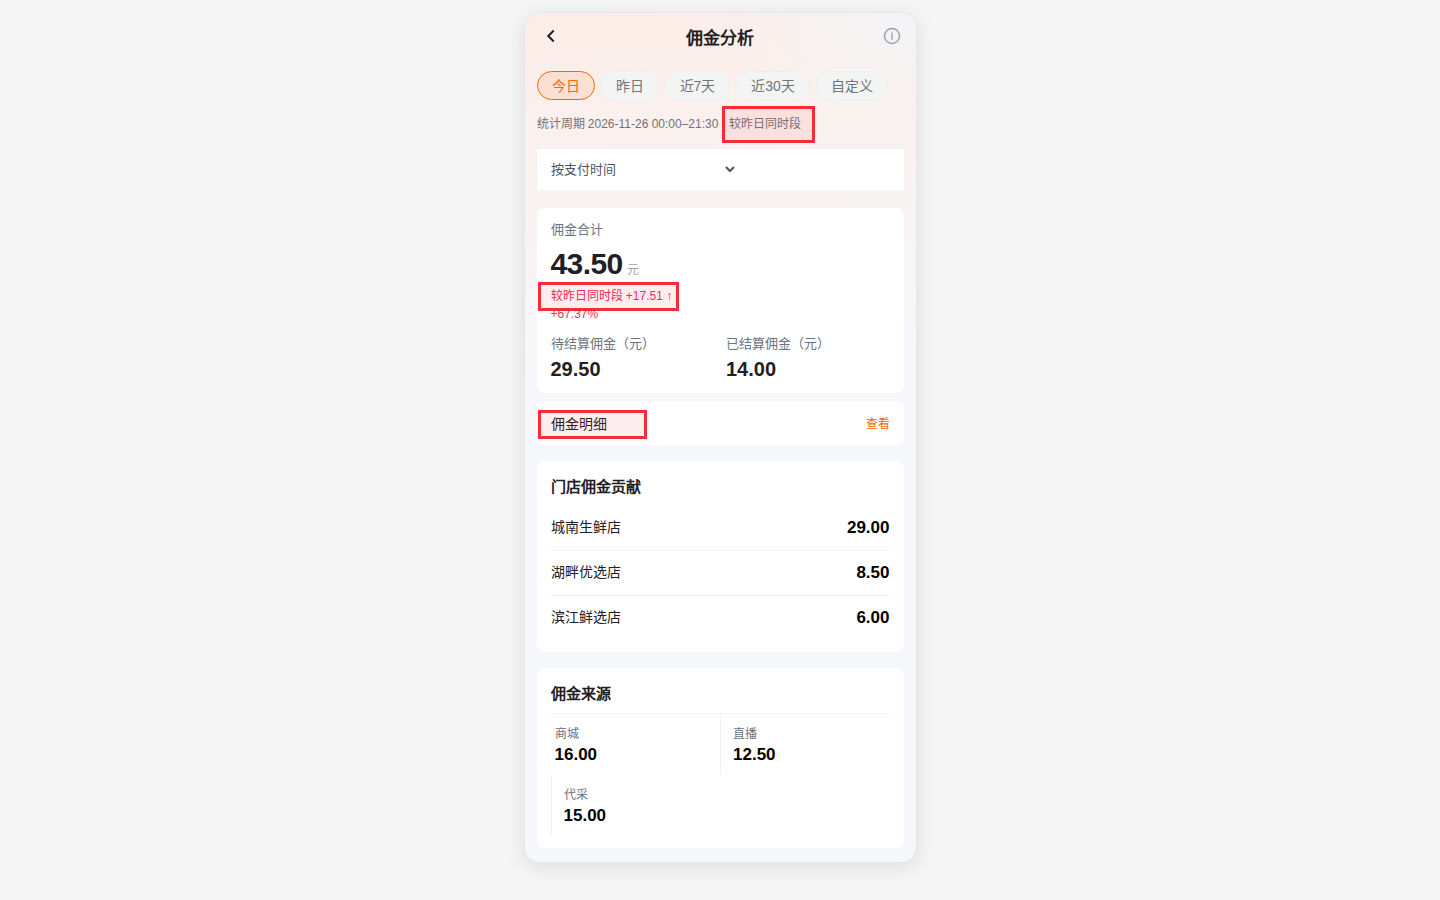 佣金分析
今日 昨日 近7天 近30天 自定义
统计周期 2026-11-26 00:00–21:30 较昨日同时段
按支付时间
佣金合计
43.50 元
较昨日同时段 +17.51 ↑
+67.37%
待结算佣金（元） 已结算佣金（元）
29.50 14.00
佣金明细 查看
门店佣金贡献
城南生鲜店 29.00
湖畔优选店 8.50
滨江鲜选店 6.00
佣金来源
商城 直播
16.00 12.50
代采
15.00